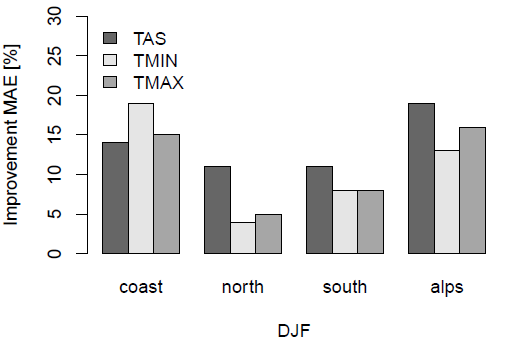 Improvement MAE [%]
30
25
20
15
10
5
0
TAS
TMIN
TMAX
coast north south alps
DJF